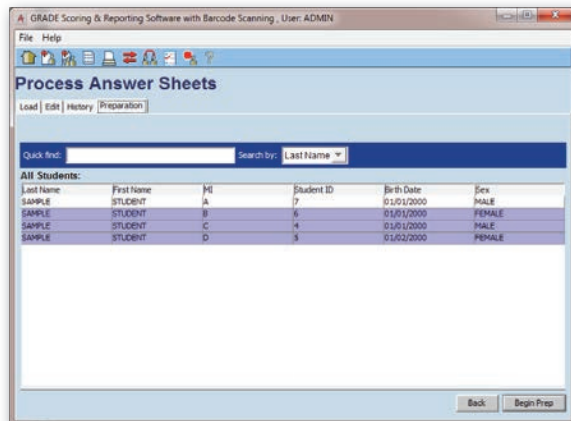 GRADE Scoring & Reporting Software with Barcode Scanning , User: ADMIN
File Help
Process Answer Sheets
Load Edit History Preparation
Quick find: Search by: Last Name
All Students:
Last Name First Name MI Student ID Birth Date Sex
SAMPLE STUDENT A 7 01/01/2000 MALE
SAMPLE STUDENT B 6 01/01/2000 FEMALE
SAMPLE STUDENT C 4 01/01/2000 MALE
SAMPLE STUDENT D 5 01/02/2000 FEMALE
Back Begin Prep